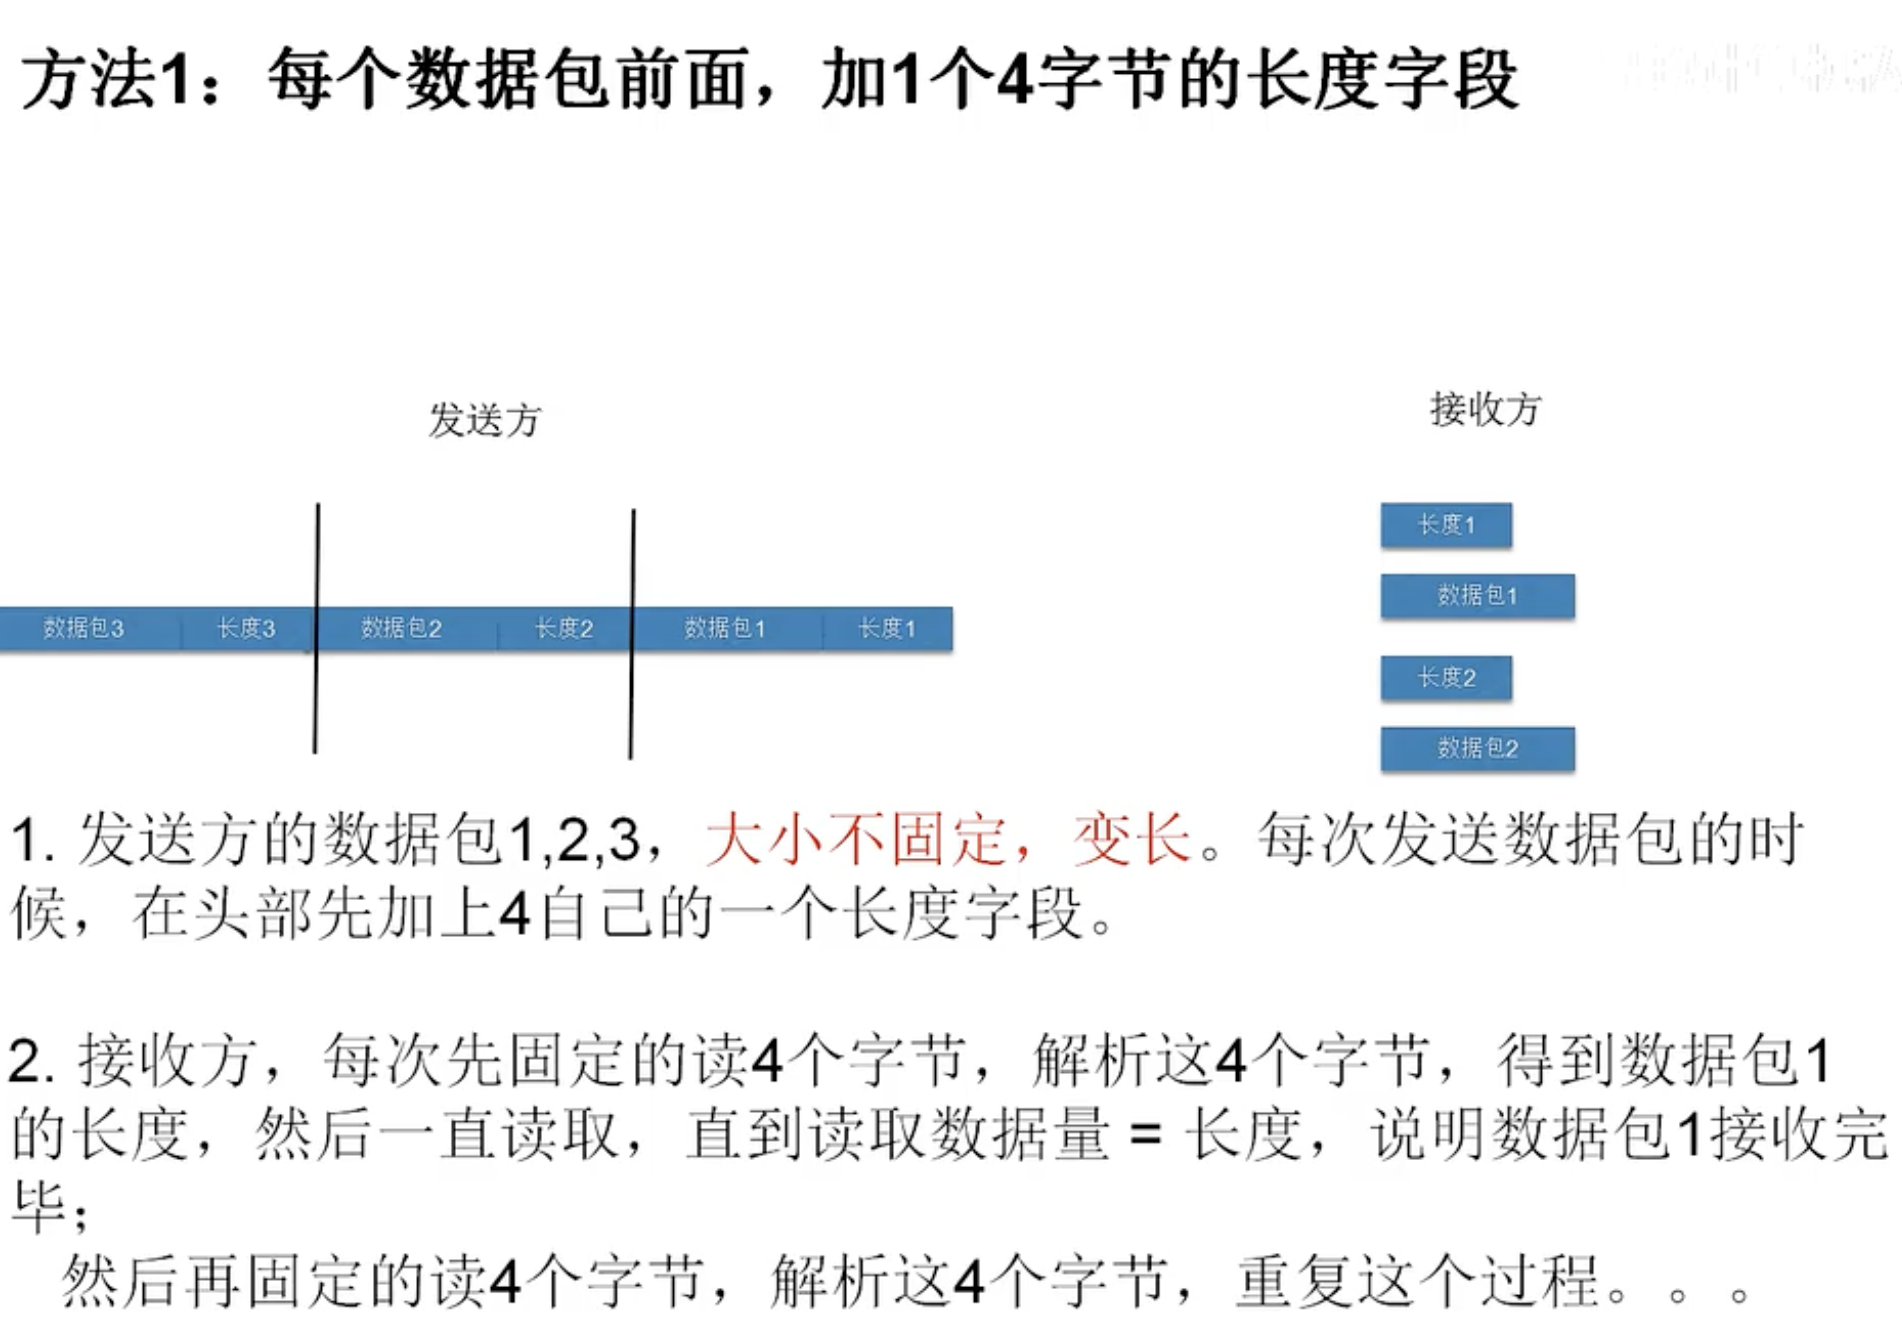 方法1：每个数据包前面，加1个4字节的长度字段
发送方
接收方
数据包3 长度3 数据包2 长度2 数据包1 长度1
长度1
数据包1
长度2
数据包2
1. 发送方的数据包1,2,3，大小不固定，变长。每次发送数据包的时
候，在头部先加上4自己的一个长度字段。
2. 接收方，每次先固定的读4个字节，解析这4个字节，得到数据包1
的长度，然后一直读取，直到读取数据量 = 长度，说明数据包1接收完
毕；
然后再固定的读4个字节，解析这4个字节，重复这个过程。。。